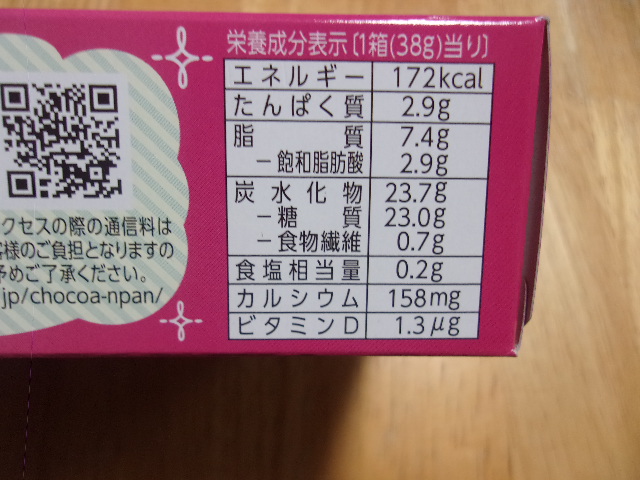 栄養成分表示〔1箱(38g)当り〕
エネルギー 172kcal
たんぱく質 2.9g
脂質 7.4g
－飽和脂肪酸 2.9g
炭水化物 23.7g
－糖質 23.0g
－食物繊維 0.7g
食塩相当量 0.2g
カルシウム 158mg
ビタミンD 1.3μg
クセスの際の通信料は
客様のご負担となりますの
予めご了承ください。
jp/chocoa-npan/